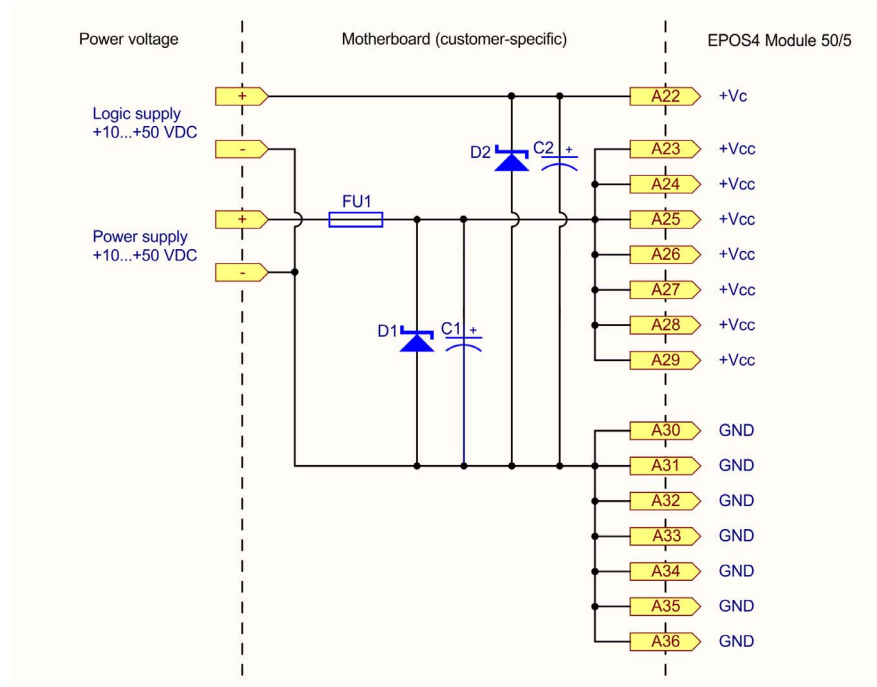 Power voltage
Motherboard (customer-specific)
EPOS4 Module 50/5
+
A22
+Vc
Logic supply
+10...+50 VDC
-
D2
C2 +
A23
+Vcc
A24
+Vcc
+
FU1
A25
+Vcc
Power supply
+10...+50 VDC
-
A26
+Vcc
A27
+Vcc
D1
C1 +
A28
+Vcc
A29
+Vcc
A30
GND
A31
GND
A32
GND
A33
GND
A34
GND
A35
GND
A36
GND